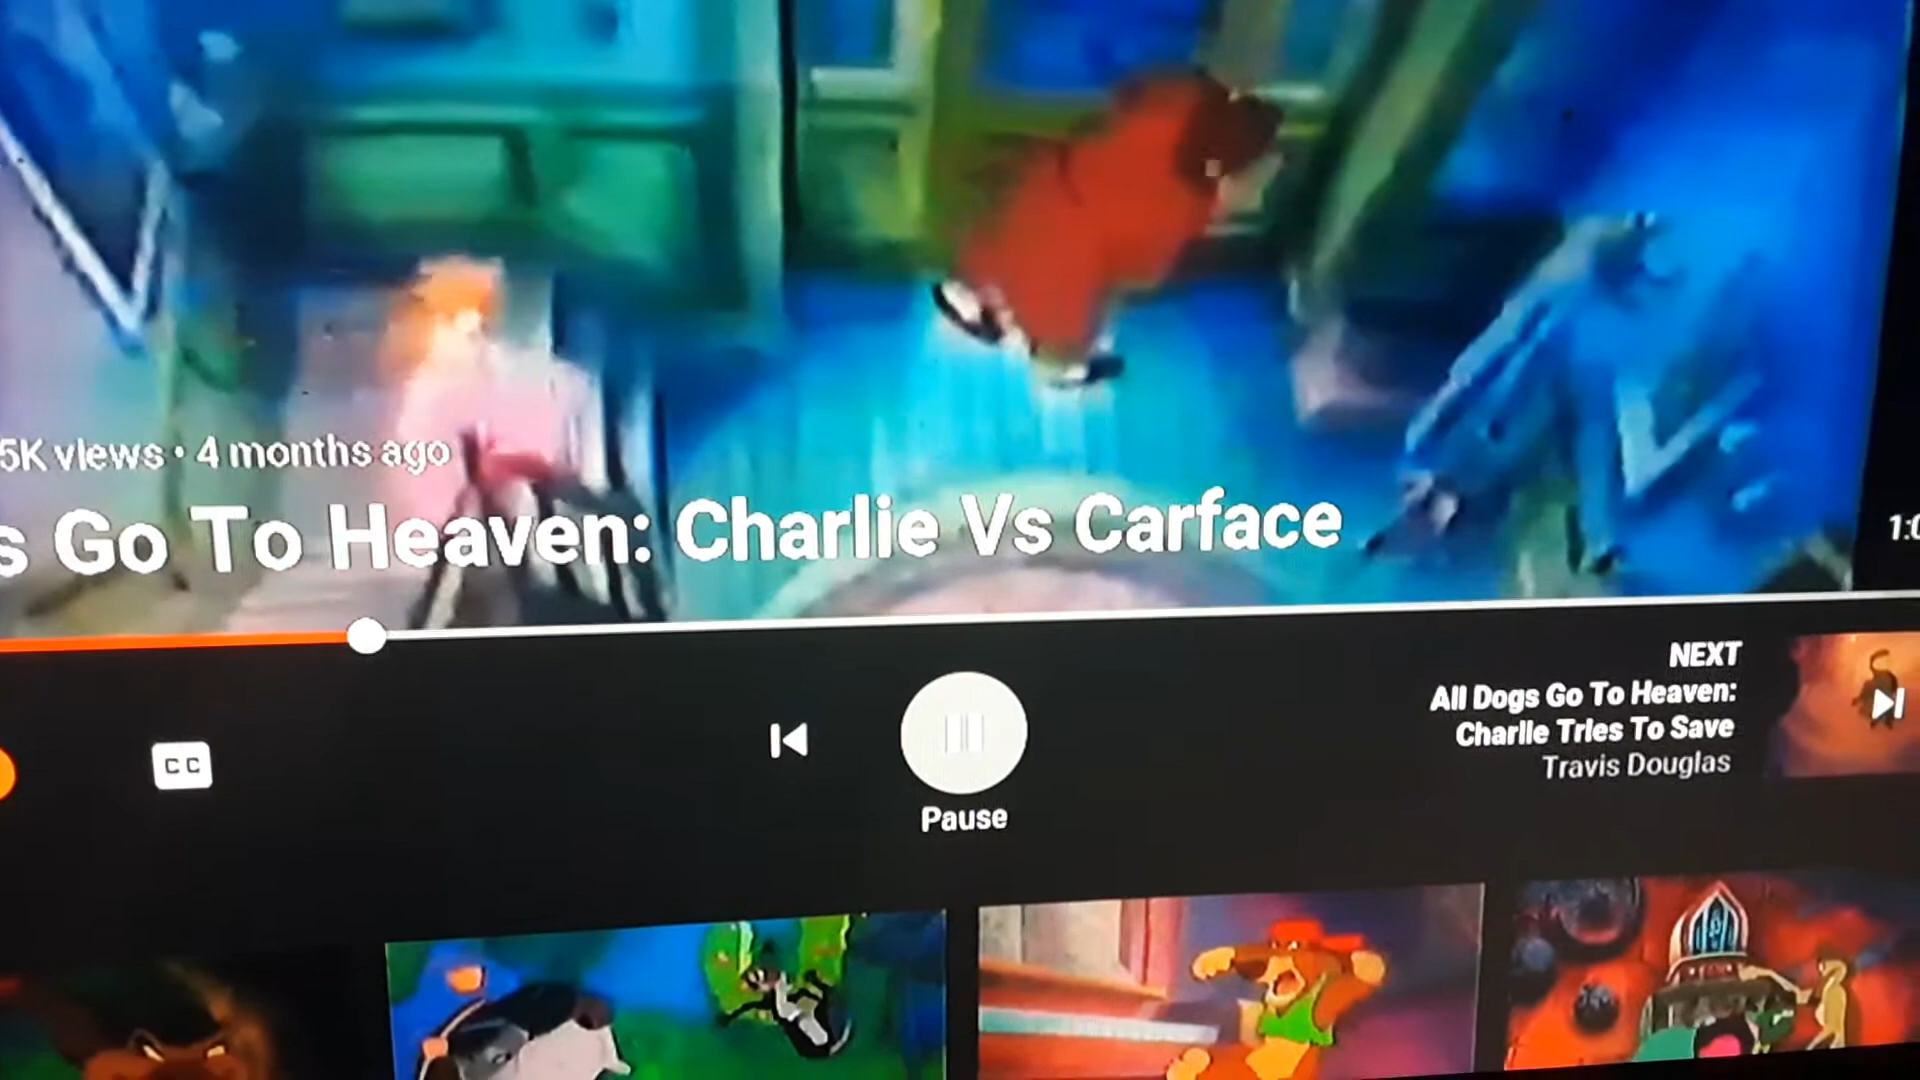 5K views • 4 months ago
s Go To Heaven: Charlie Vs Carface
1:0
NEXT
All Dogs Go To Heaven:
Charlie Tries To Save
Travis Douglas
CC
Pause